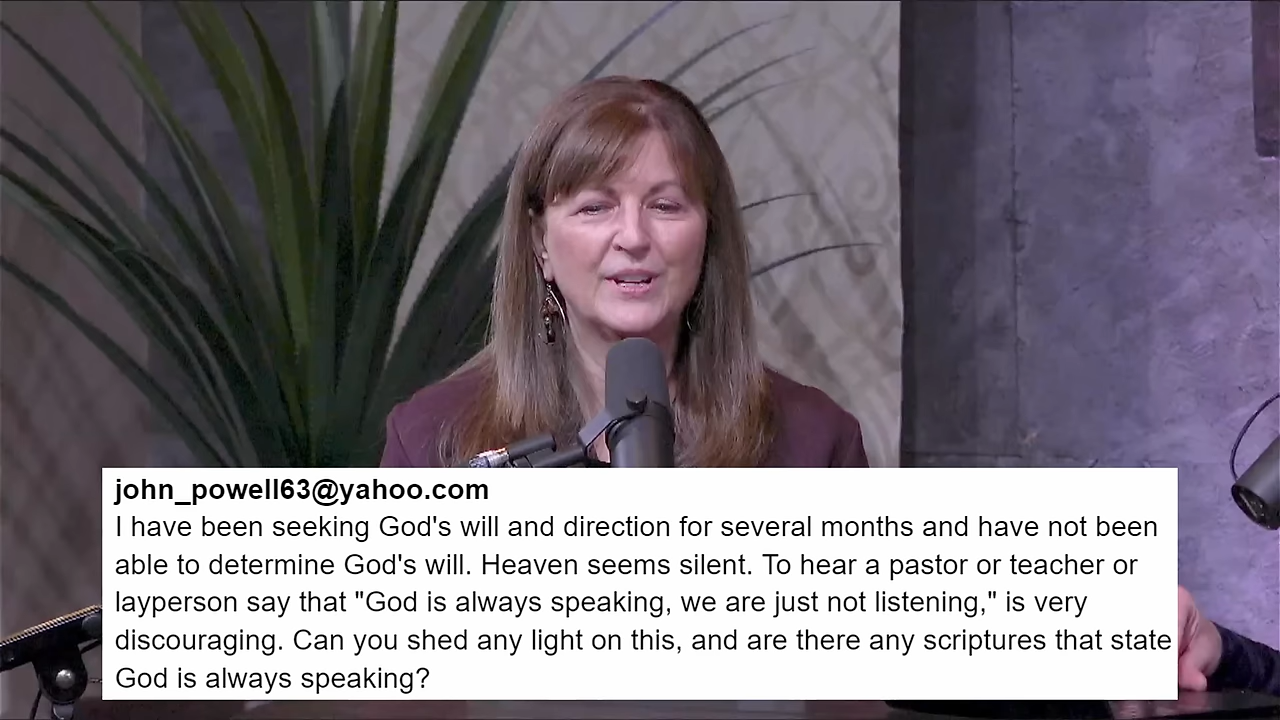 john_powell63@yahoo.com
I have been seeking God's will and direction for several months and have not been
able to determine God's will. Heaven seems silent. To hear a pastor or teacher or
layperson say that "God is always speaking, we are just not listening," is very
discouraging. Can you shed any light on this, and are there any scriptures that state
God is always speaking?